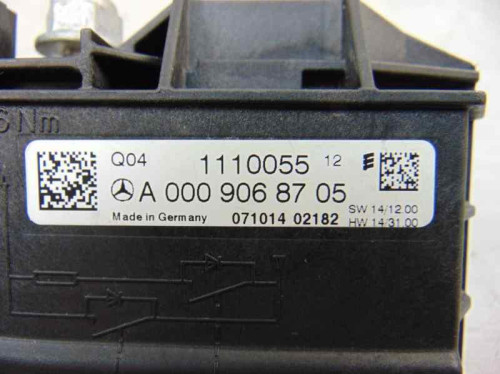 5Nm
Q04 1110055 12
A 000 906 87 05
Made in Germany 071014 02182
SW 14/12.00
HW 14/31.00